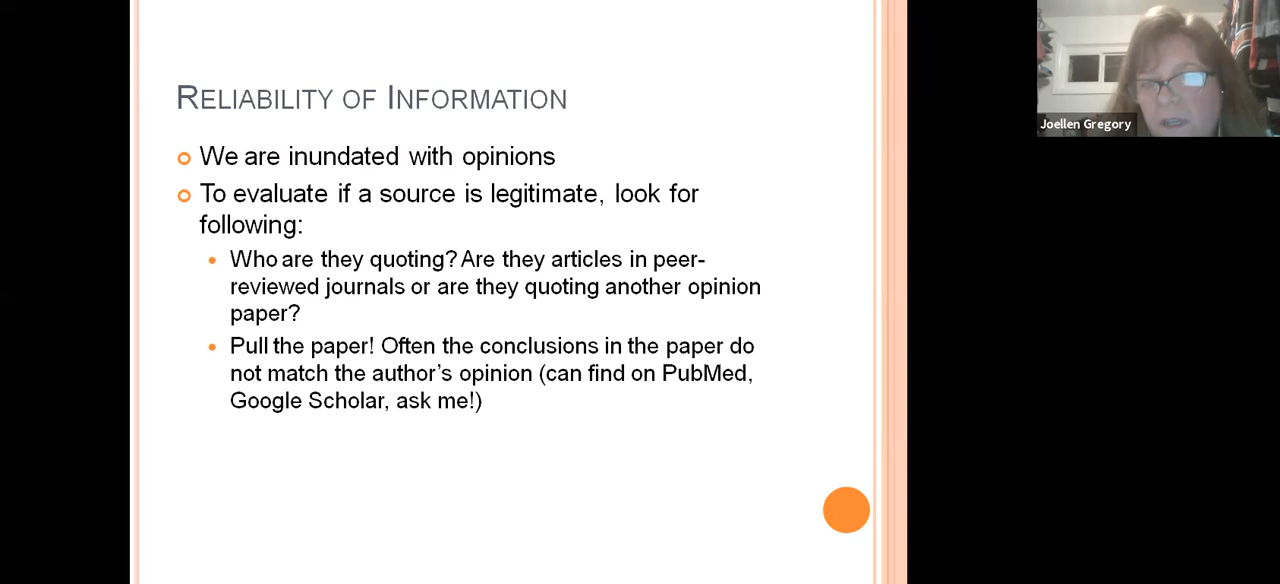 RELIABILITY OF INFORMATION
We are inundated with opinions
To evaluate if a source is legitimate, look for
following:
Who are they quoting? Are they articles in peer-
reviewed journals or are they quoting another opinion
paper?
Pull the paper! Often the conclusions in the paper do
not match the author's opinion (can find on PubMed,
Google Scholar, ask me!)
Joellen Gregory